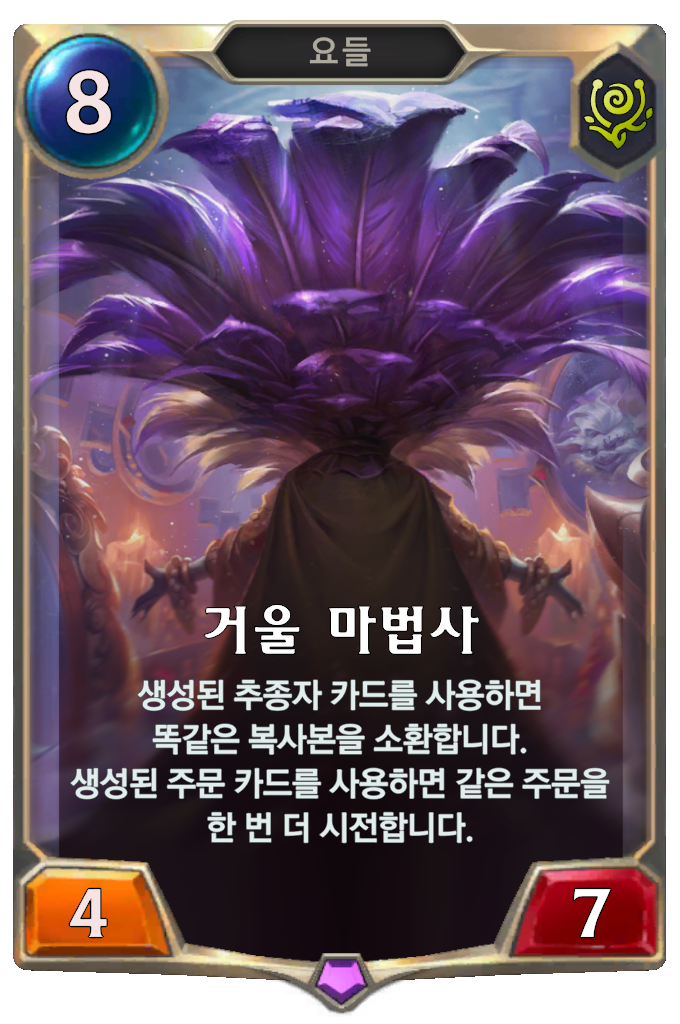 요들
8
거울 마법사
생성된 추종자 카드를 사용하면
똑같은 복사본을 소환합니다.
생성된 주문 카드를 사용하면 같은 주문을
한 번 더 시전합니다.
4
7